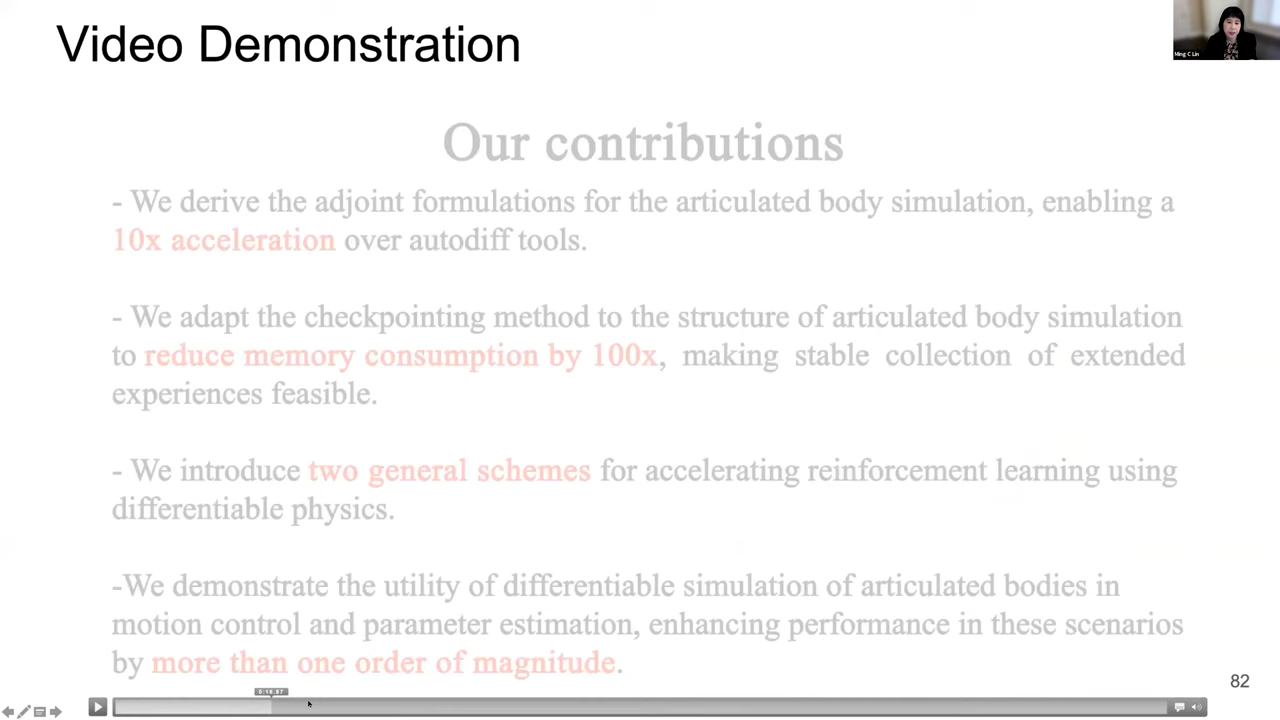 Video Demonstration
Ming C Lin
Our contributions
- We derive the adjoint formulations for the articulated body simulation, enabling a
10x acceleration over autodiff tools.
- We adapt the checkpointing method to the structure of articulated body simulation
to reduce memory consumption by 100x, making stable collection of extended
experiences feasible.
- We introduce two general schemes for accelerating reinforcement learning using
differentiable physics.
-We demonstrate the utility of differentiable simulation of articulated bodies in
motion control and parameter estimation, enhancing performance in these scenarios
by more than one order of magnitude.
82